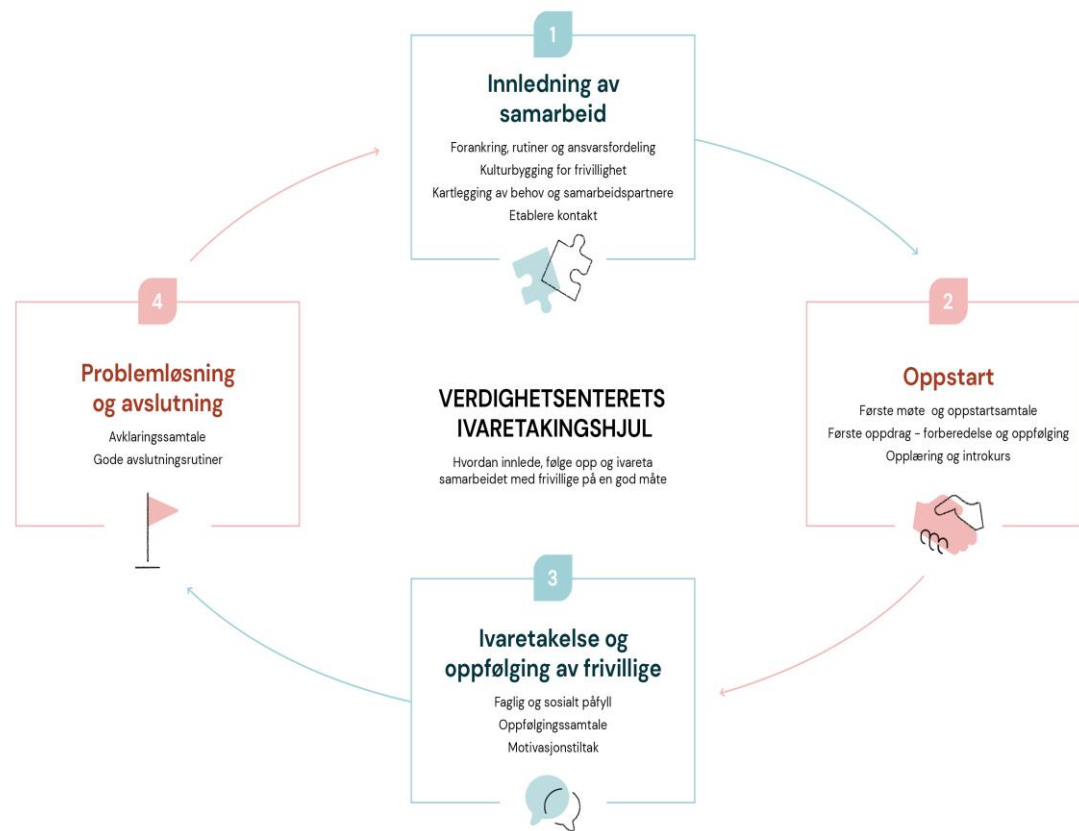 1
Innledning av
samarbeid
Forankring, rutiner og ansvarsfordeling
Kulturbygging for frivillighet
Kartlegging av behov og samarbeidspartnere
Etablere kontakt
2
Oppstart
Første møte og oppstartsamtale
Første oppdrag - forberedelse og oppfølging
Opplæring og introkurs
VERDIGHETSENTERETS
IVARETAKINGSHJUL
Hvordan innlede, følge opp og ivareta
samarbeidet med frivillige på en god måte
3
Ivaretakelse og
oppfølging av frivillige
Faglig og sosialt påfyll
Oppfølgingssamtale
Motivasjonstiltak
4
Problemløsning
og avslutning
Avklaringssamtale
Gode avslutningsrutiner